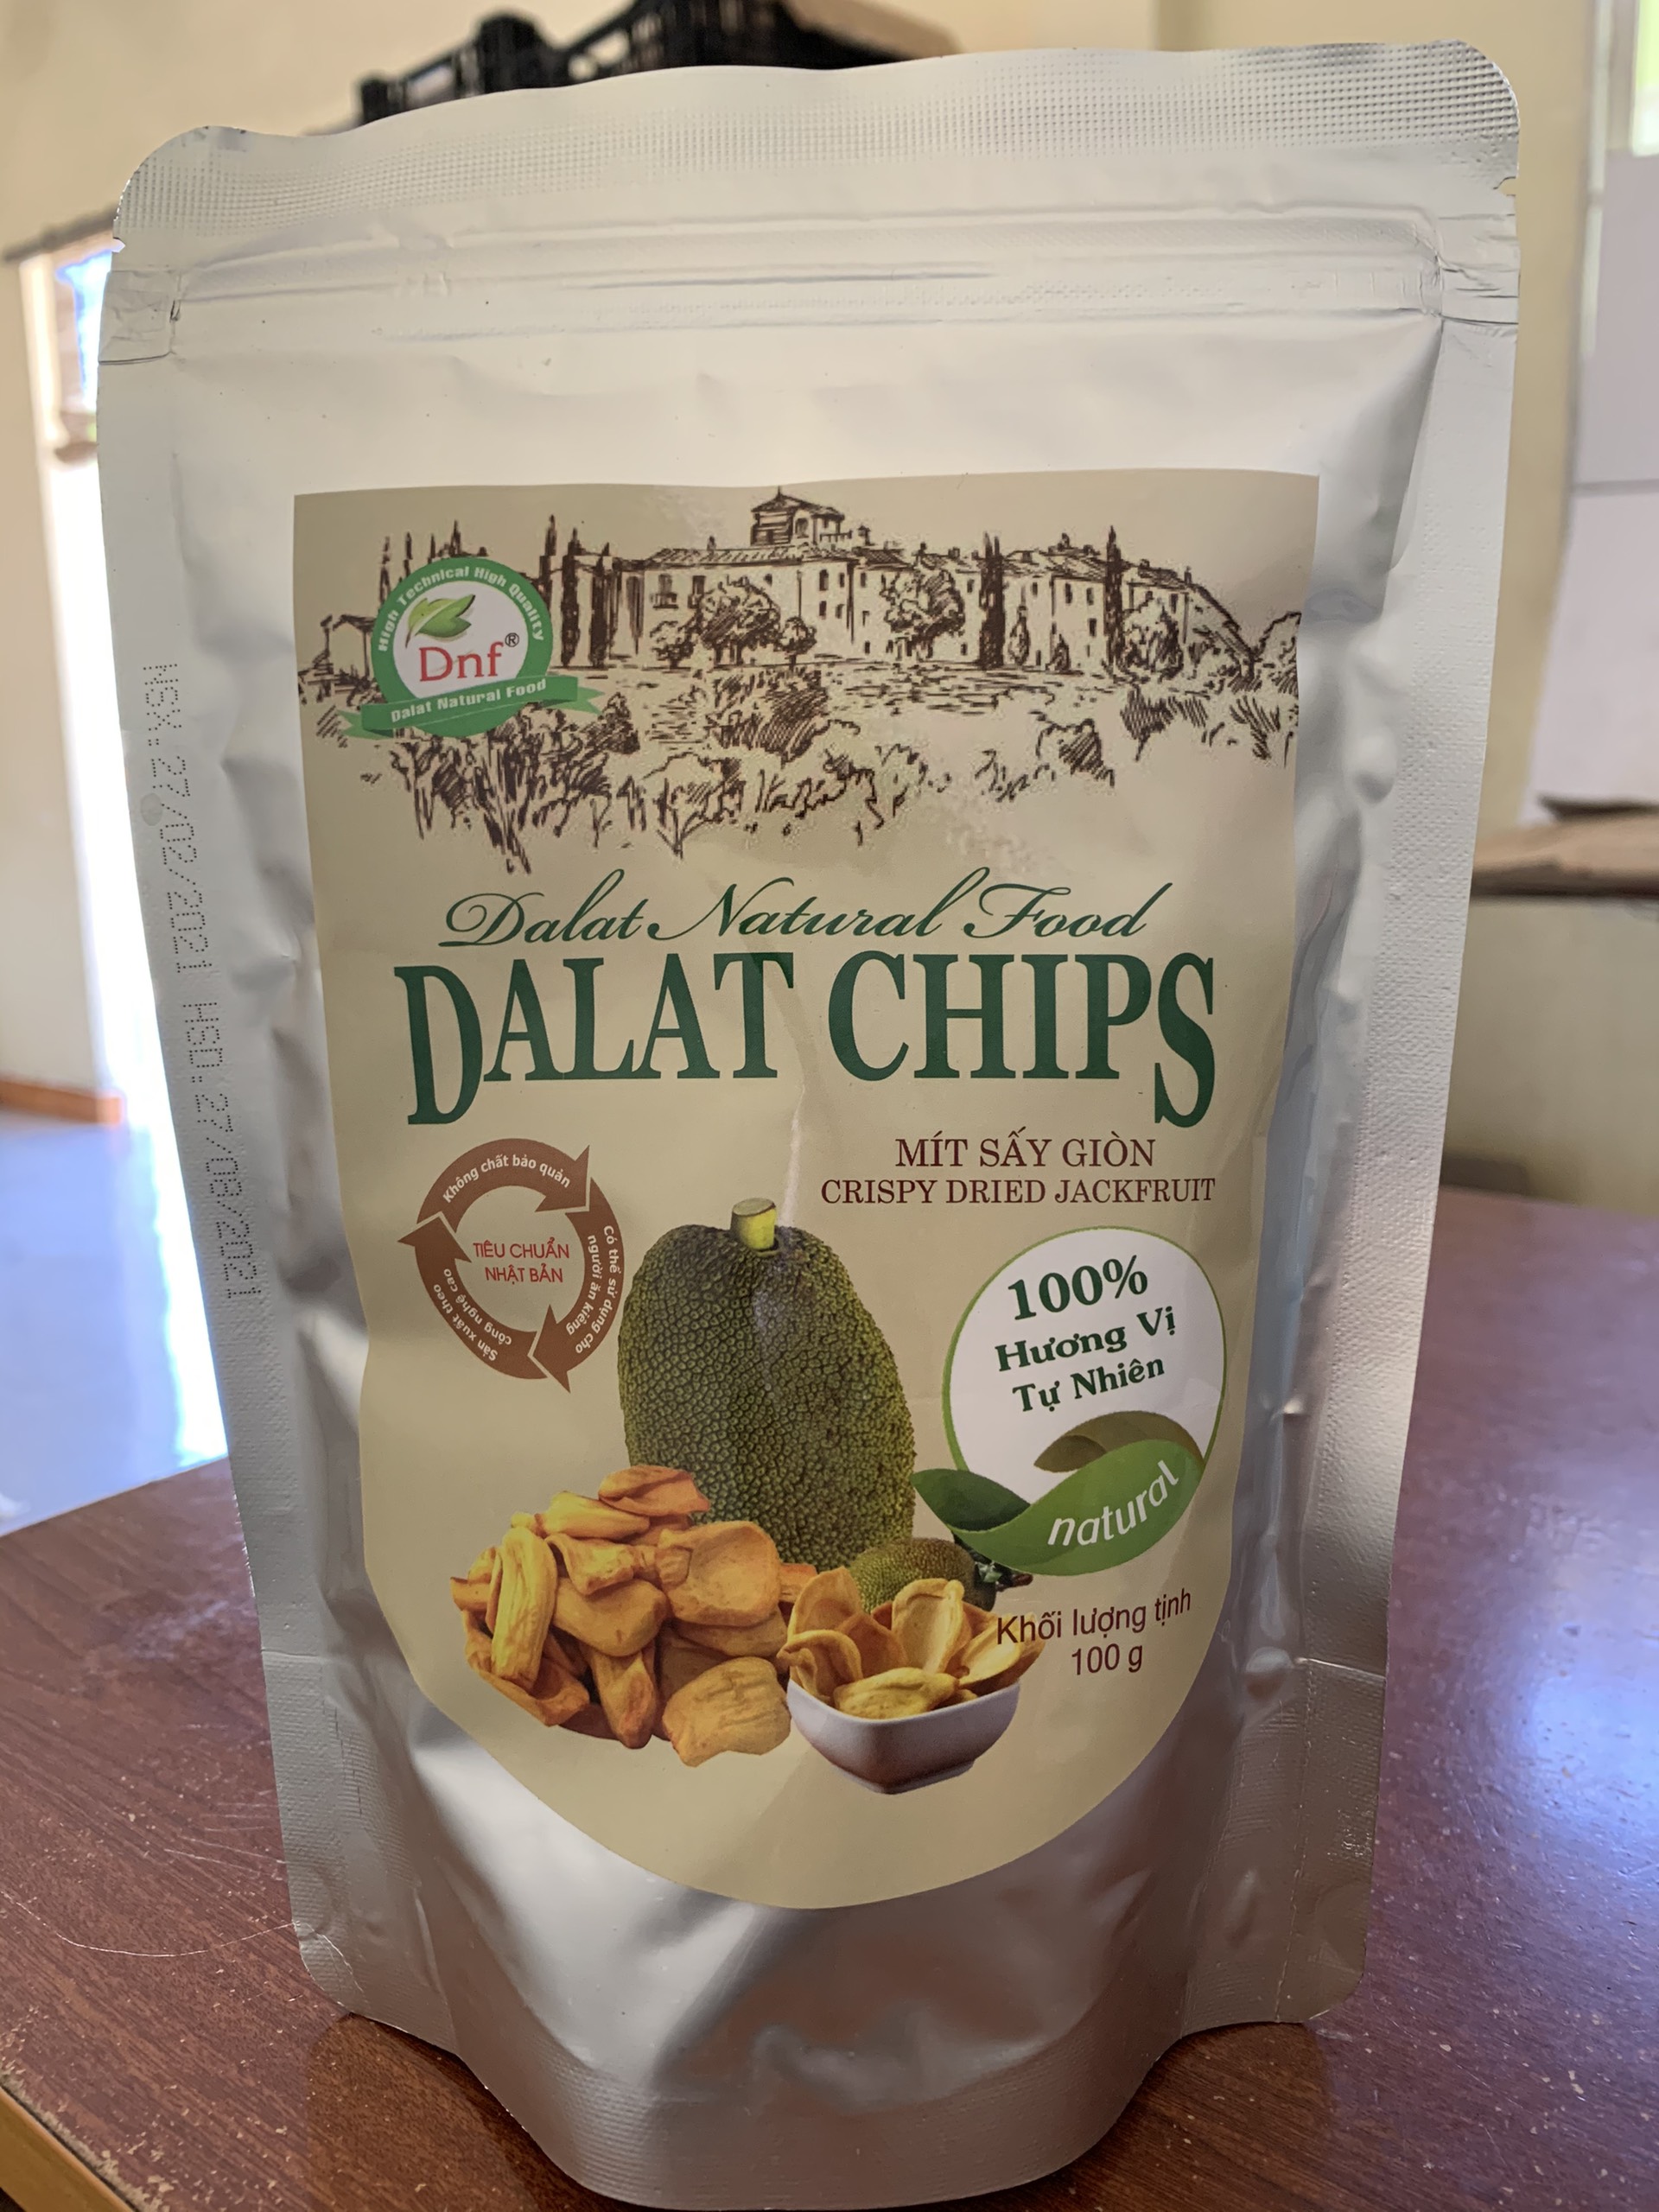 High Technical High Quality
Dnf®
Dalat Natural Food
Dalat Natural Food
DALAT CHIPS
MÍT SẤY GIÒN
CRISPY DRIED JACKFRUIT
Không chất bảo quản
có thể sử dụng cho
người ăn kiêng
Sản xuất theo
công nghệ cao
TIÊU CHUẨN
NHẬT BẢN
100%
Hương Vị
Tự Nhiên
natural
Khối lượng tịnh
100 g
NSX.:27/02/2021 HSD.:27/08/2021